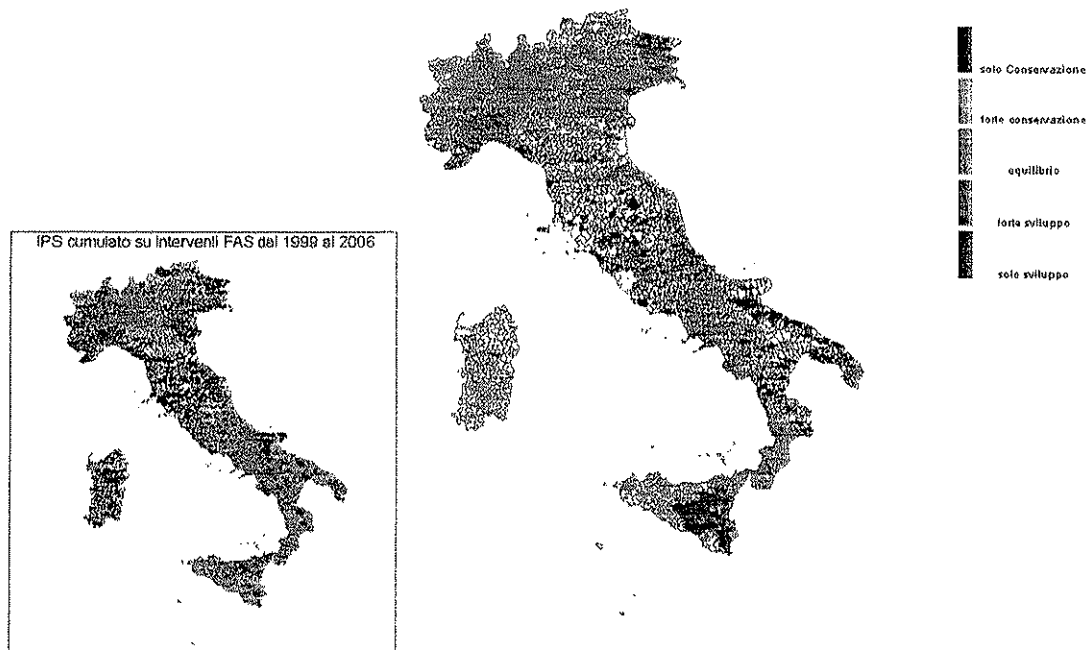 solo Conservazione
forte conservazione
equilibrio
forte sviluppo
solo sviluppo
IPS cumulato su Interventi FAS dal 1999 al 2006